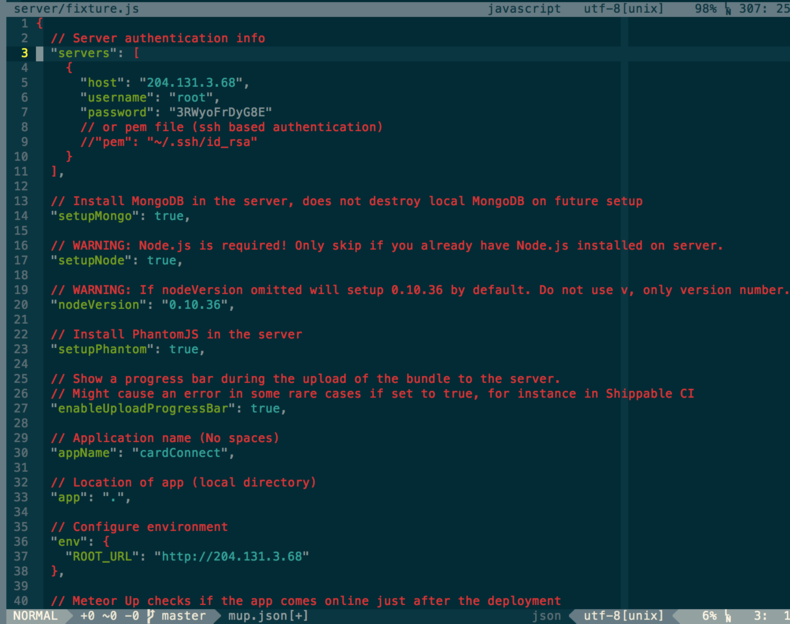 server/fixture.js javascript utf-8[unix] 98% 307: 25
1 {
2 // Server authentication info
3 "servers": [
4 {
5 "host": "204.131.3.68",
6 "username": "root",
7 "password": "3RWyoFrDyG8E"
8 // or pem file (ssh based authentication)
9 //"pem": "~/.ssh/id_rsa"
10 }
11 ],
12
13 // Install MongoDB in the server, does not destroy local MongoDB on future setup
14 "setupMongo": true,
15
16 // WARNING: Node.js is required! Only skip if you already have Node.js installed on server.
17 "setupNode": true,
18
19 // WARNING: If nodeVersion omitted will setup 0.10.36 by default. Do not use v, only version number.
20 "nodeVersion": "0.10.36",
21
22 // Install PhantomJS in the server
23 "setupPhantom": true,
24
25 // Show a progress bar during the upload of the bundle to the server.
26 // Might cause an error in some rare cases if set to true, for instance in Shippable CI
27 "enableUploadProgressBar": true,
28
29 // Application name (No spaces)
30 "appName": "cardConnect",
31
32 // Location of app (local directory)
33 "app": ".",
34
35 // Configure environment
36 "env": {
37 "ROOT_URL": "http://204.131.3.68"
38 },
39
40 // Meteor Up checks if the app comes online just after the deployment
NORMAL +0 ~0 -0 master mup.json[+] json utf-8[unix] 6% 3: 1